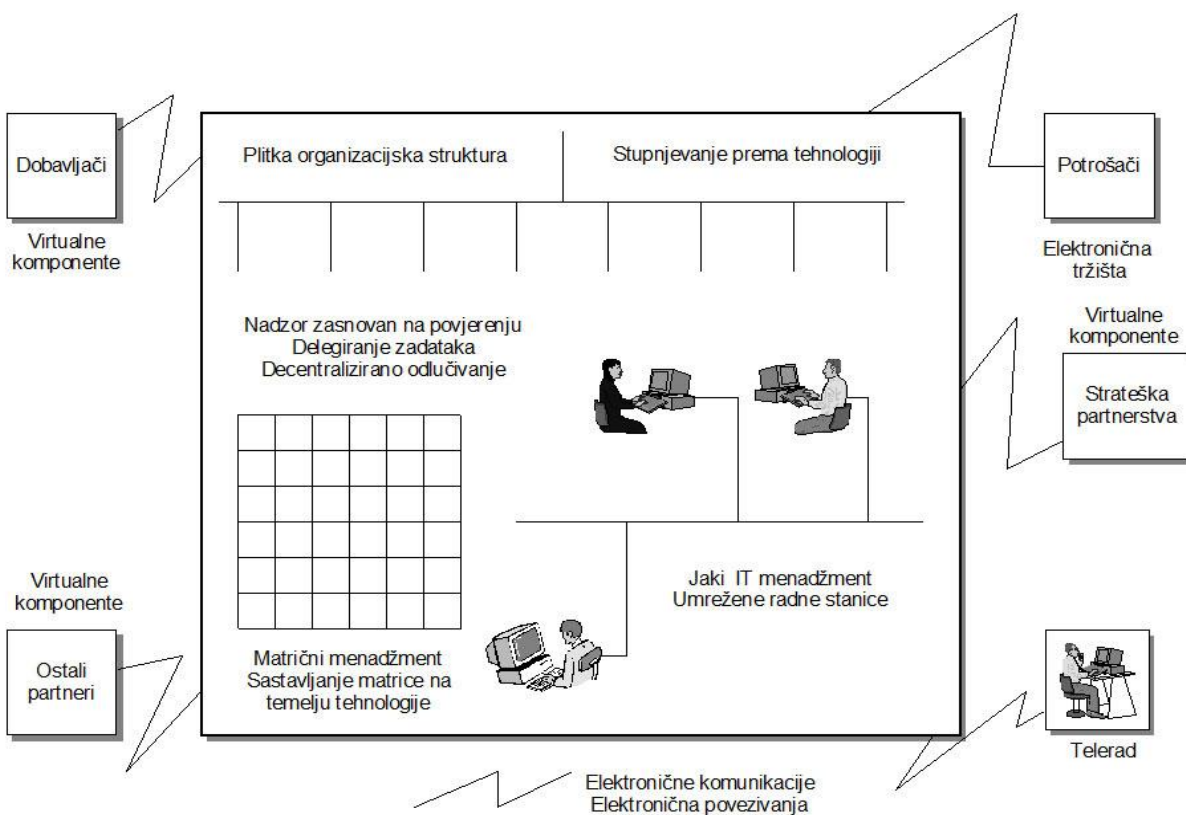 Dobavljači
Virtualne
komponente
Plitka organizacijska struktura
Stupnjevanje prema tehnologiji
Potrošači
Elektronična
tržišta
Nadzor zasnovan na povjerenju
Delegiranje zadataka
Decentralizirano odlučivanje
Virtualne
komponente
Strateška
partnerstva
Virtualne
komponente
Ostali
partneri
Jaki IT menadžment
Umrežene radne stanice
Matrični menadžment
Sastavljanje matrice na
temelju tehnologije
Telerad
Elektronične komunikacije
Elektronična povezivanja